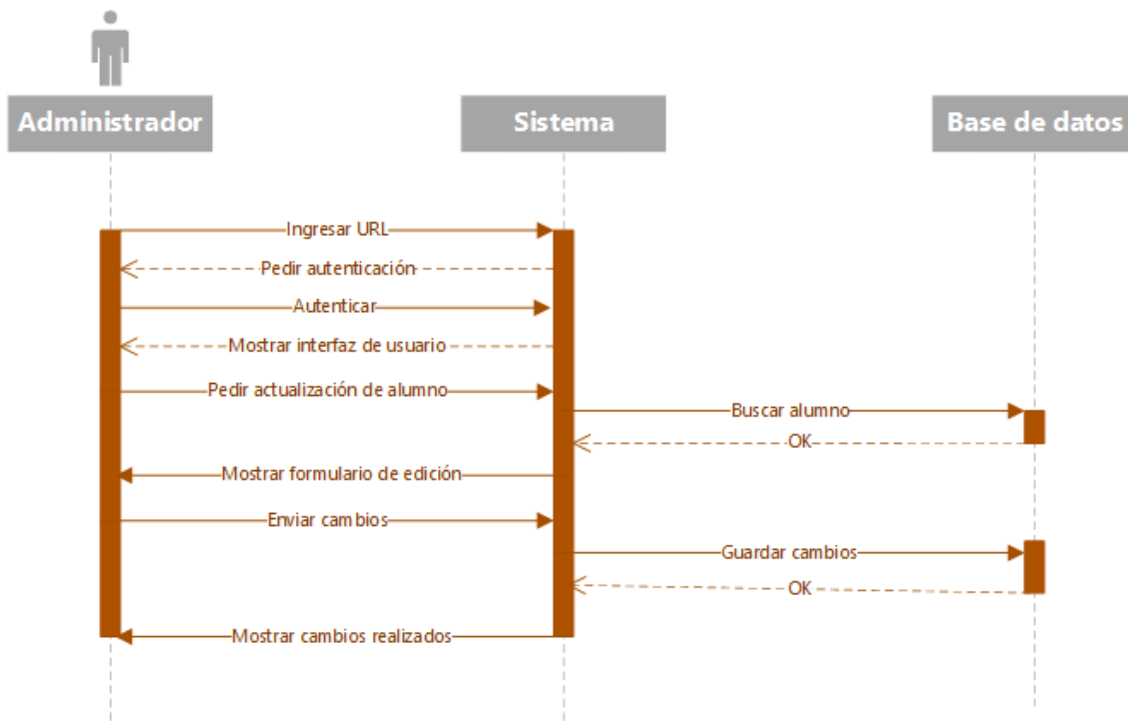 Administrador
Sistema
Base de datos
Ingresar URL
Pedir autenticación
Autenticar
Mostrar interfaz de usuario
Pedir actualización de alumno
Buscar alumno
OK
Mostrar formulario de edición
Enviar cambios
Guardar cambios
OK
Mostrar cambios realizados